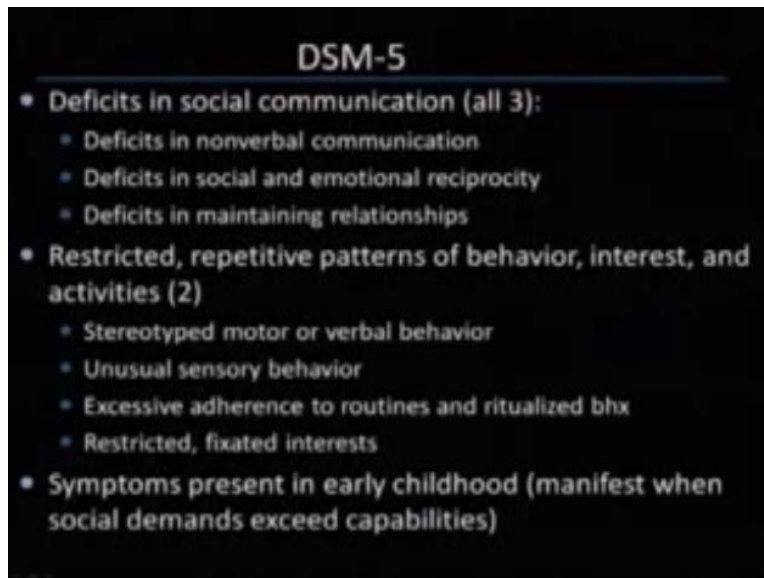 DSM-5
• Deficits in social communication (all 3):
• Deficits in nonverbal communication
• Deficits in social and emotional reciprocity
• Deficits in maintaining relationships
• Restricted, repetitive patterns of behavior, interest, and
activities (2)
• Stereotyped motor or verbal behavior
• Unusual sensory behavior
• Excessive adherence to routines and ritualized bhx
• Restricted, fixated interests
• Symptoms present in early childhood (manifest when
social demands exceed capabilities)